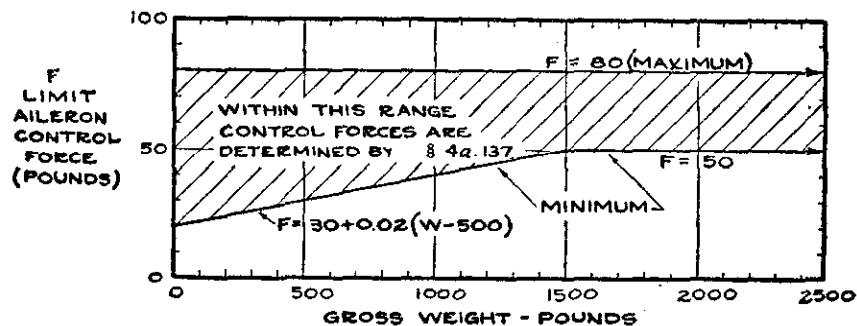 100
F = 80 (MAXIMUM)
F
LIMIT
AILERON
CONTROL
FORCE
(POUNDS)
WITHIN THIS RANGE
CONTROL FORCES ARE
DETERMINED BY § 4a.137
50
F = 50
MINIMUM
F = 30+0.02(W-500)
0
0 500 1000 1500 2000 2500
GROSS WEIGHT - POUNDS